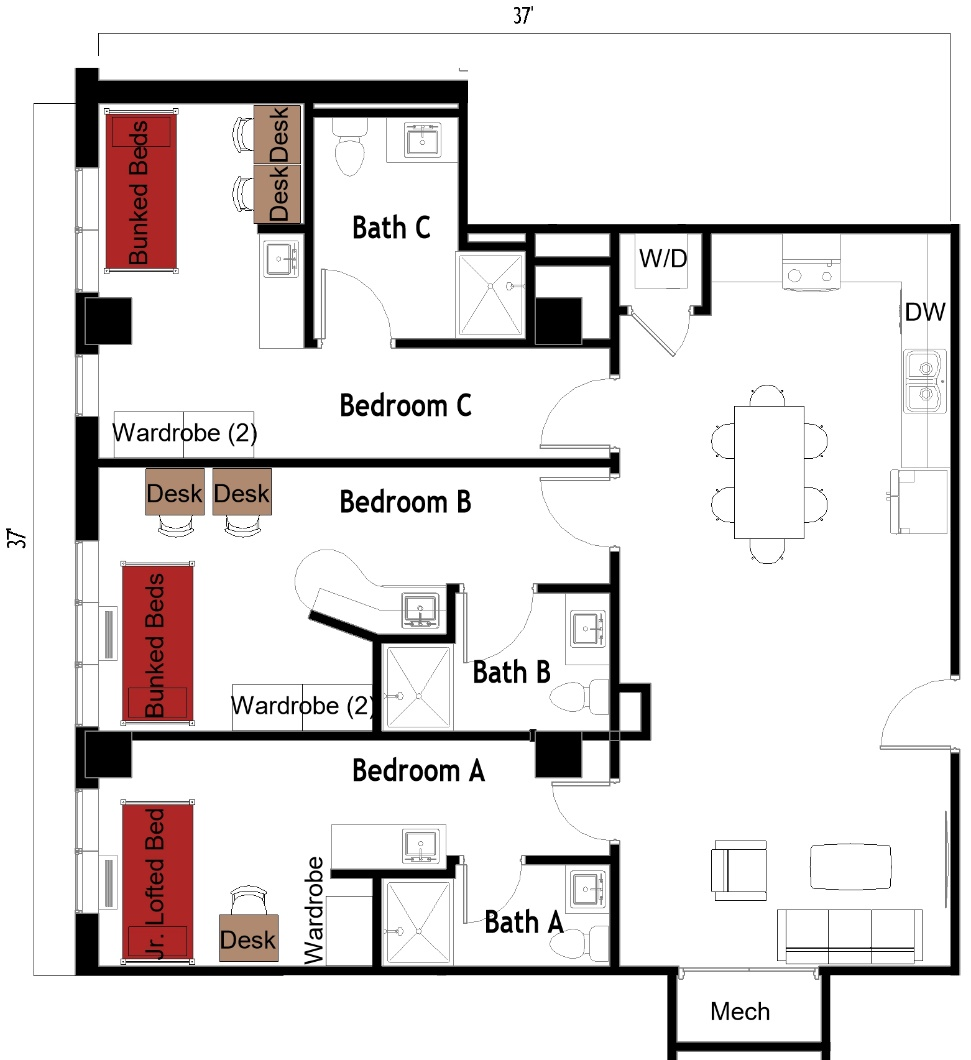 37'
Bunked Beds
Desk
Desk
Bath C
W/D
DW
Bedroom C
Wardrobe (2)
Desk
Desk
Bedroom B
37'
Bunked Beds
Bath B
Wardrobe (2)
Bedroom A
Jr. Lofted Bed
Desk
Wardrobe
Bath A
Mech